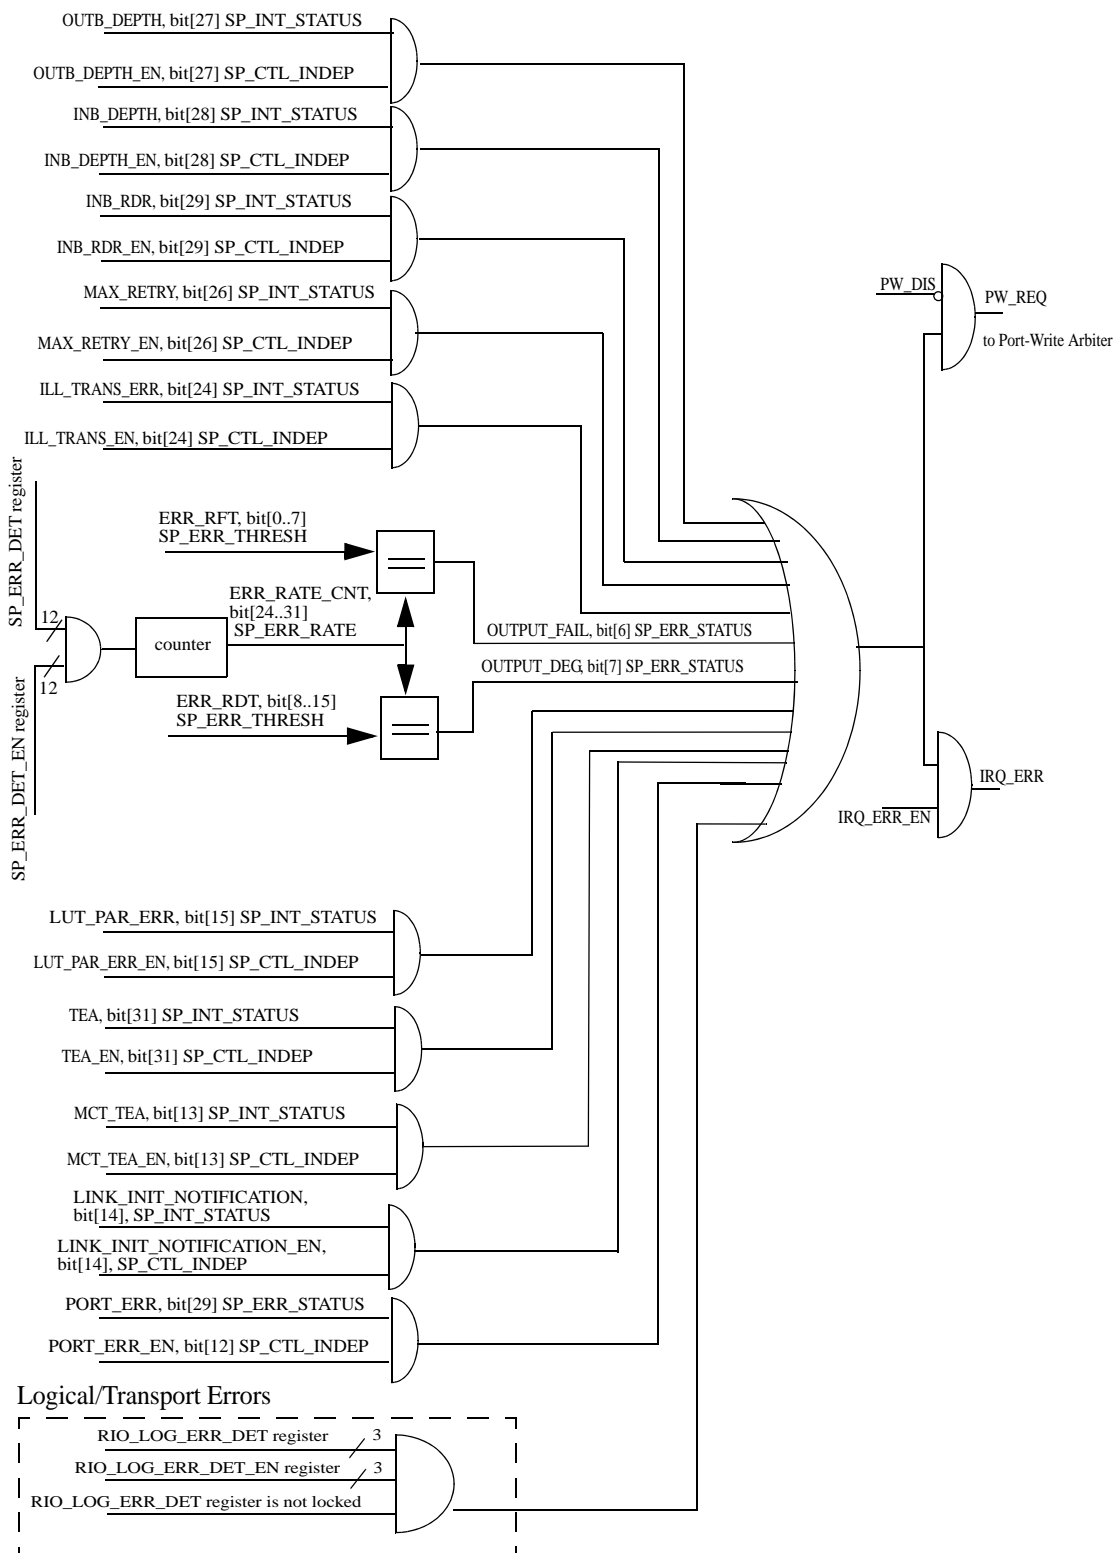 OUTB_DEPTH, bit[27] SP_INT_STATUS
OUTB_DEPTH_EN, bit[27] SP_CTL_INDEP
INB_DEPTH, bit[28] SP_INT_STATUS
INB_DEPTH_EN, bit[28] SP_CTL_INDEP
INB_RDR, bit[29] SP_INT_STATUS
INB_RDR_EN, bit[29] SP_CTL_INDEP
MAX_RETRY, bit[26] SP_INT_STATUS
MAX_RETRY_EN, bit[26] SP_CTL_INDEP
ILL_TRANS_ERR, bit[24] SP_INT_STATUS
ILL_TRANS_EN, bit[24] SP_CTL_INDEP
PW_DIS
PW_REQ
to Port-Write Arbiter
SP_ERR_DET register
12
SP_ERR_DET_EN register
12
counter
ERR_RFT, bit[0..7]
SP_ERR_THRESH
ERR_RATE_CNT,
bit[24..31]
SP_ERR_RATE
ERR_RDT, bit[8..15]
SP_ERR_THRESH
OUTPUT_FAIL, bit[6] SP_ERR_STATUS
OUTPUT_DEG, bit[7] SP_ERR_STATUS
IRQ_ERR
IRQ_ERR_EN
LUT_PAR_ERR, bit[15] SP_INT_STATUS
LUT_PAR_ERR_EN, bit[15] SP_CTL_INDEP
TEA, bit[31] SP_INT_STATUS
TEA_EN, bit[31] SP_CTL_INDEP
MCT_TEA, bit[13] SP_INT_STATUS
MCT_TEA_EN, bit[13] SP_CTL_INDEP
LINK_INIT_NOTIFICATION,
bit[14], SP_INT_STATUS
LINK_INIT_NOTIFICATION_EN,
bit[14], SP_CTL_INDEP
PORT_ERR, bit[29] SP_ERR_STATUS
PORT_ERR_EN, bit[12] SP_CTL_INDEP
Logical/Transport Errors
RIO_LOG_ERR_DET register
3
RIO_LOG_ERR_DET_EN register
3
RIO_LOG_ERR_DET register is not locked